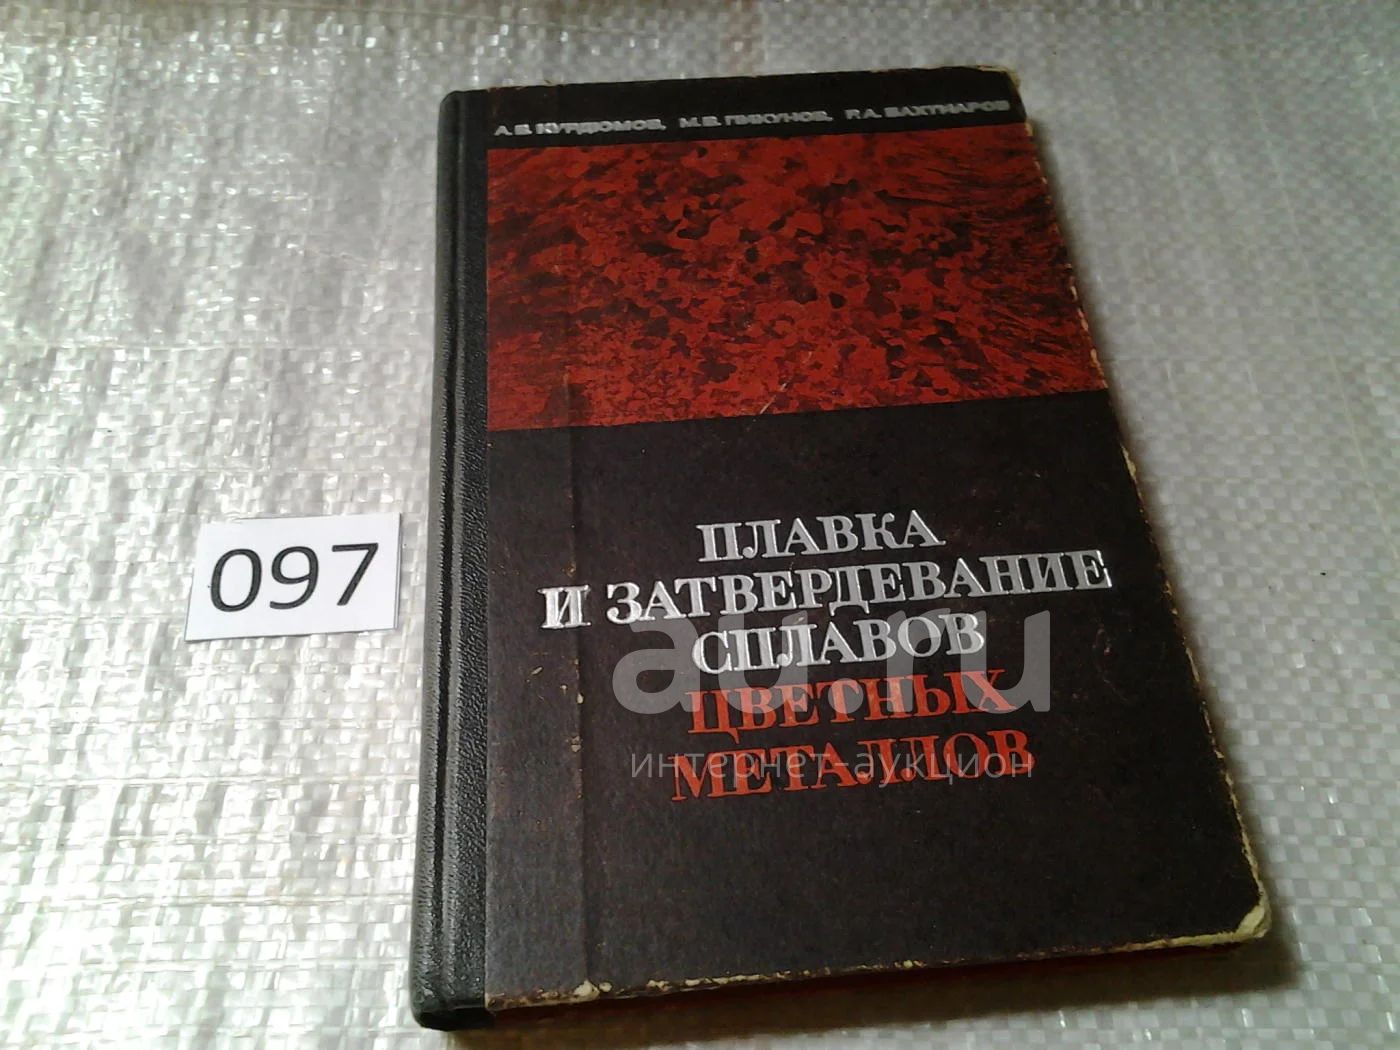 А.В. КУРДЮМОВ, М.В. ПИКУНОВ, Р.А. БАХТИАРОВ
ПЛАВКА
И ЗАТВЕРДЕВАНИЕ
СПЛАВОВ
ЦВЕТНЫХ
МЕТАЛЛОВ
097
au.ru
интернет-аукцион